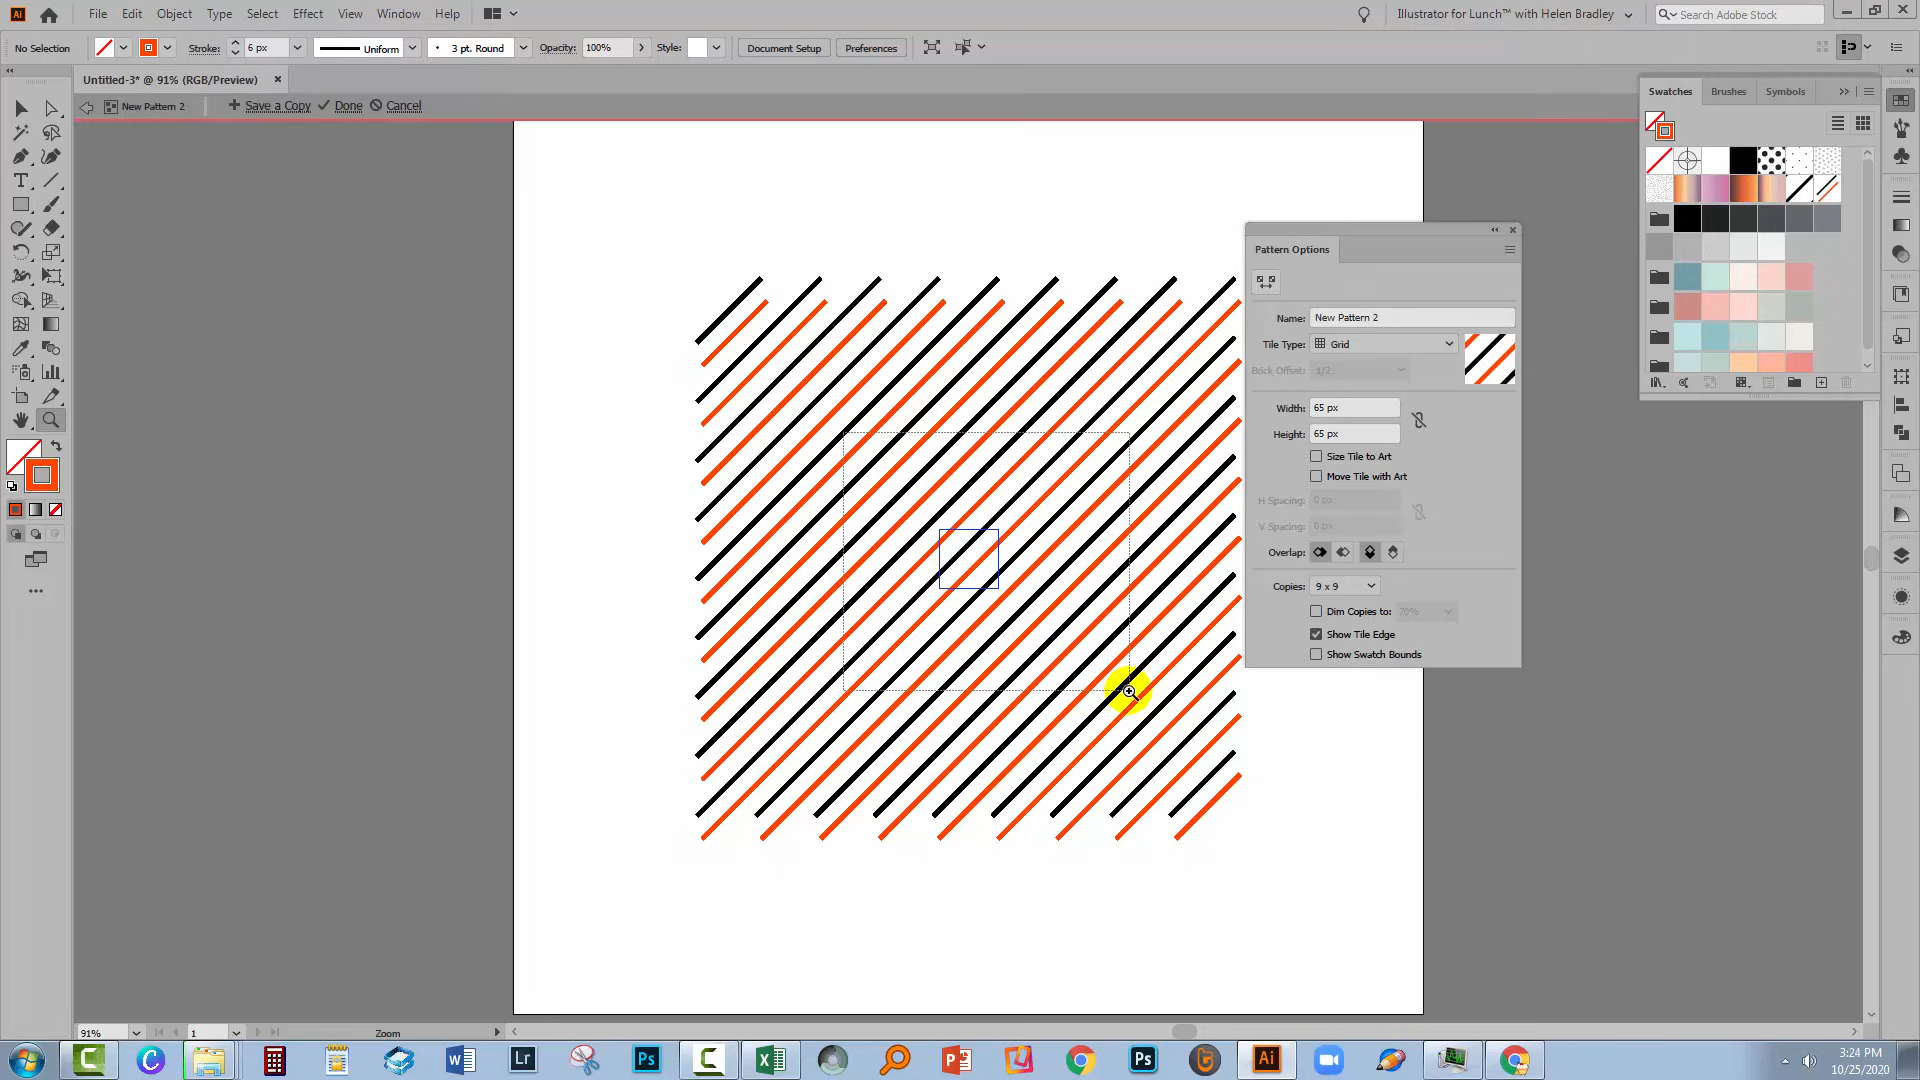 Ai File Edit Object Type Select Effect View Window Help Illustrator for Lunch™ with Helen Bradley Search Adobe Stock
No Selection Stroke: 6 px Uniform 3 pt. Round Opacity: 100% Style: Document Setup Preferences
Untitled-3* @ 91% (RGB/Preview)
New Pattern 2 Save a Copy Done Cancel
Swatches Brushes Symbols
Pattern Options
Name: New Pattern 2
Tile Type: Grid
Brick Offset: 1/2
Width: 65 px
Height: 65 px
Size Tile to Art
Move Tile with Art
H Spacing: 0 px
V Spacing: 0 px
Overlap:
Copies: 9 x 9
Dim Copies to: 70%
Show Tile Edge
Show Swatch Bounds
91% 1 Zoom
W Lr Ps Ps Ai
3:24 PM
10/25/2020